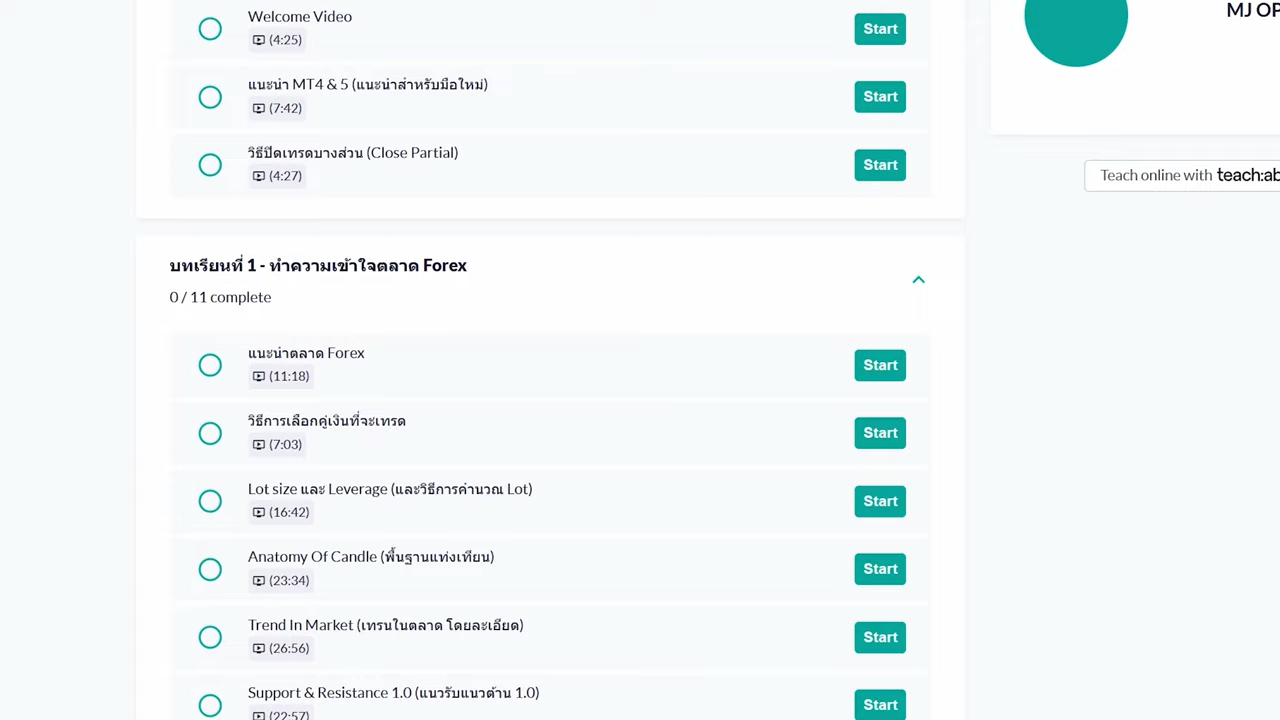 Welcome Video
(4:25)
Start
MJ
แนะนำ MT4 & 5 (แนะนำสำหรับมือใหม่)
(7:42)
Start
วิธีปิดเทรดบางส่วน (Close Partial)
(4:27)
Start
Teach online with
บทเรียนที่ 1 - ทำความเข้าใจตลาด Forex
0 / 11 complete
แนะนำตลาด Forex
(11:18)
Start
วิธีการเลือกคู่เงินที่จะเทรด
(7:03)
Start
Lot size และ Leverage (และวิธีการคำนวณ Lot)
(16:42)
Start
Anatomy Of Candle (พื้นฐานแท่งเทียน)
(23:34)
Start
Trend In Market (เทรนในตลาด โดยละเอียด)
(26:56)
Start
Support & Resistance 1.0 (แนวรับแนวต้าน 1.0)
(22:57)
Start